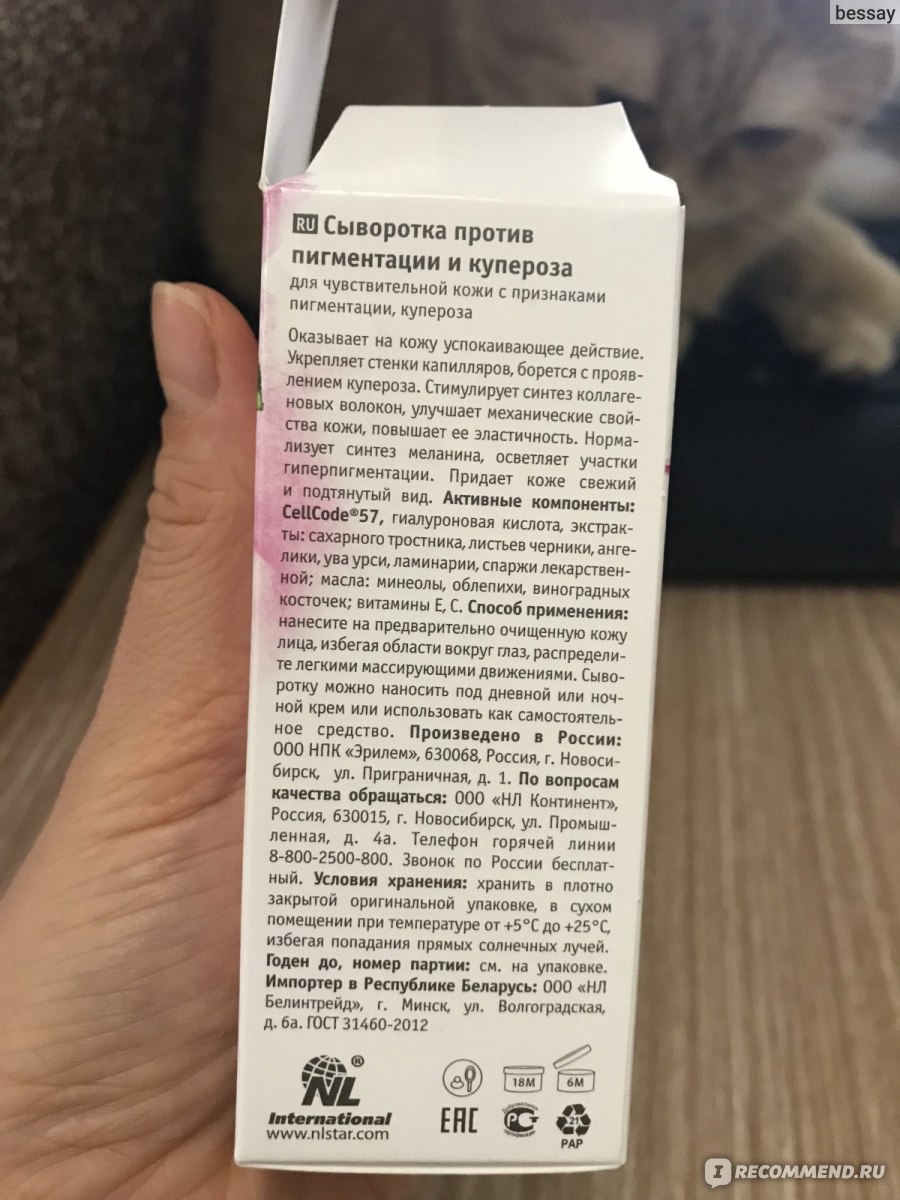 bessay
RU Сыворотка против
пигментации и купероза
для чувствительной кожи с признаками
пигментации, купероза
Оказывает на кожу успокаивающее действие.
Укрепляет стенки капилляров, борется с прояв-
лением купероза. Стимулирует синтез коллаге-
новых волокон, улучшает механические свой-
ства кожи, повышает ее эластичность. Норма-
лизует синтез меланина, осветляет участки
гиперпигментации. Придает коже свежий
и подтянутый вид. Активные компоненты:
CellCode®57, гиалуроновая кислота, экстрак-
ты: сахарного тростника, листьев черники, анге-
лики, ува урси, ламинарии, спаржи лекарствен-
ной; масла: минеолы, облепихи, виноградных
косточек; витамины Е, С. Способ применения:
нанесите на предварительно очищенную кожу
лица, избегая области вокруг глаз, распредели-
те легкими массирующими движениями. Сыво-
ротку можно наносить под дневной или ноч-
ной крем или использовать как самостоятель-
ное средство. Произведено в России:
ООО НПК «Эрилем», 630068, Россия, г. Новоси-
бирск, ул. Приграничная, д. 1. По вопросам
качества обращаться: ООО «НЛ Континент»,
Россия, 630015, г. Новосибирск, ул. Промыш-
ленная, д. 4а. Телефон горячей линии
8-800-2500-800. Звонок по России бесплат-
ный. Условия хранения: хранить в плотно
закрытой оригинальной упаковке, в сухом
помещении при температуре от +5°С до +25°С,
избегая попадания прямых солнечных лучей.
Годен до, номер партии: см. на упаковке.
Импортер в Республике Беларусь: ООО «НЛ
Белинтрейд», г. Минск, ул. Волгоградская,
д. 6а. ГОСТ 31460-2012
NL ®
International
www.nlstar.com
18M 6M
EAC
21
PAP
IRECOMMEND.RU